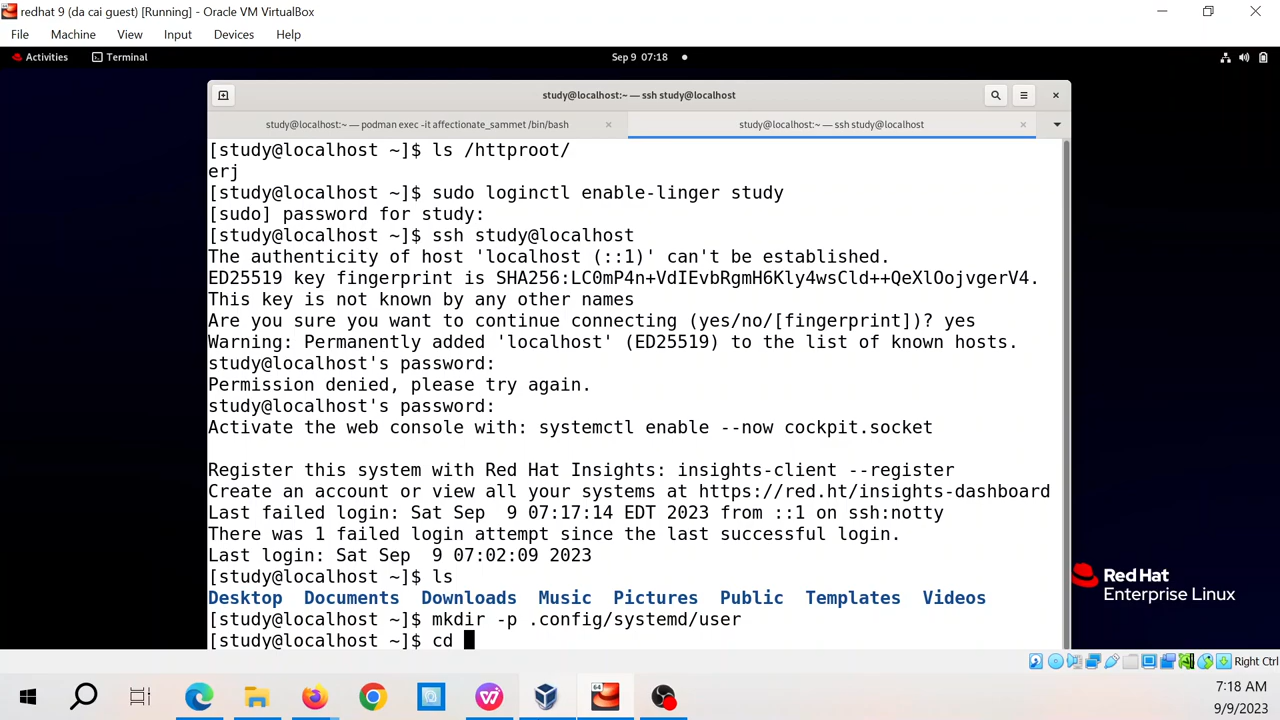 redhat 9 (da cai guest) [Running] - Oracle VM VirtualBox
File Machine View Input Devices Help
Activities Terminal Sep 9 07:18
study@localhost:~ — ssh study@localhost
study@localhost:~ — podman exec -it affectionate_sammet /bin/bash study@localhost:~ — ssh study@localhost
[study@localhost ~]$ ls /httproot/
erj
[study@localhost ~]$ sudo loginctl enable-linger study
[sudo] password for study:
[study@localhost ~]$ ssh study@localhost
The authenticity of host 'localhost (::1)' can't be established.
ED25519 key fingerprint is SHA256:LC0mP4n+VdIEvbRgmH6Kly4wsCld++QeXlOojvgerV4.
This key is not known by any other names
Are you sure you want to continue connecting (yes/no/[fingerprint])? yes
Warning: Permanently added 'localhost' (ED25519) to the list of known hosts.
study@localhost's password:
Permission denied, please try again.
study@localhost's password:
Activate the web console with: systemctl enable --now cockpit.socket
Register this system with Red Hat Insights: insights-client --register
Create an account or view all your systems at https://red.ht/insights-dashboard
Last failed login: Sat Sep  9 07:17:14 EDT 2023 from ::1 on ssh:notty
There was 1 failed login attempt since the last successful login.
Last login: Sat Sep  9 07:02:09 2023
[study@localhost ~]$ ls
Desktop  Documents  Downloads  Music  Pictures  Public  Templates  Videos
[study@localhost ~]$ mkdir -p .config/systemd/user
[study@localhost ~]$ cd
Red Hat
Enterprise Linux
Right Ctrl
64
7:18 AM
9/9/2023